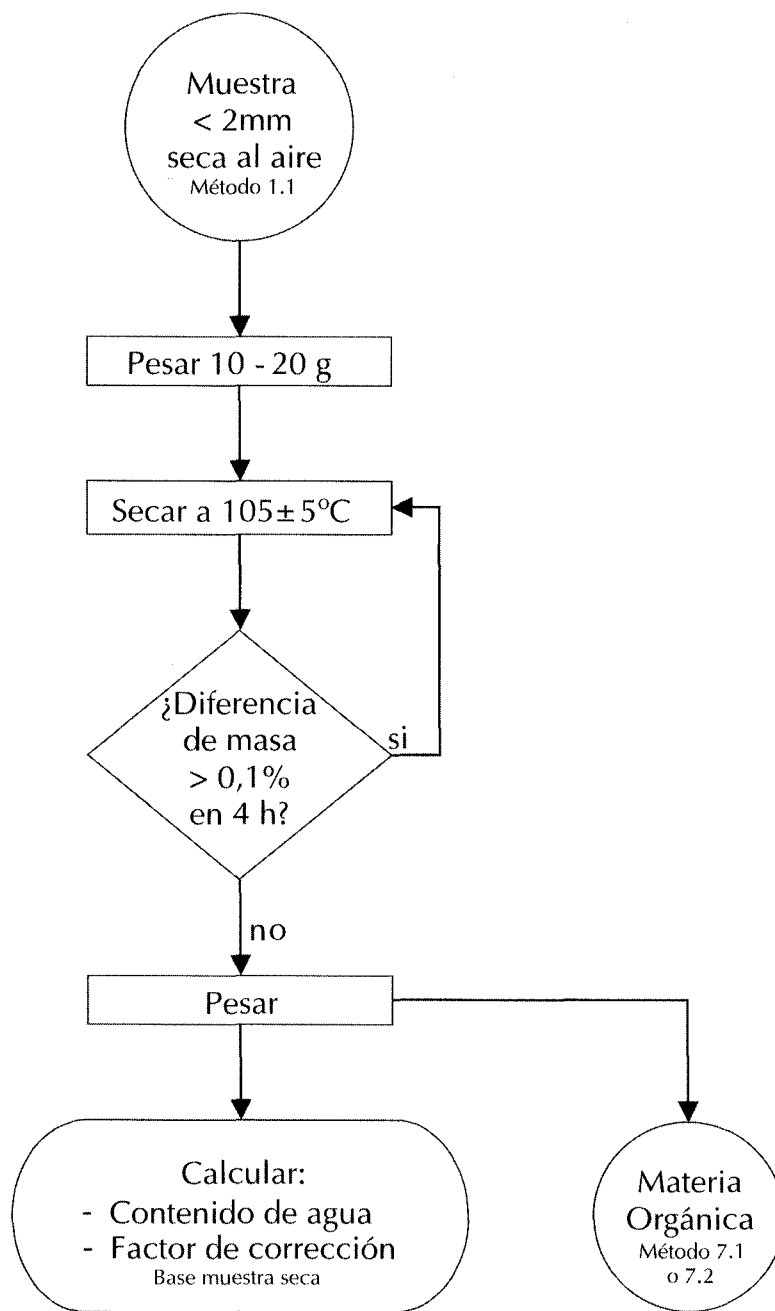 Muestra
< 2mm
seca al aire
Método 1.1
Pesar 10 - 20 g
Secar a 105± 5°C
¿Diferencia
de masa
> 0,1%
en 4 h?
si
no
Pesar
Calcular:
- Contenido de agua
- Factor de corrección
Base muestra seca
Materia
Orgánica
Método 7.1
o 7.2